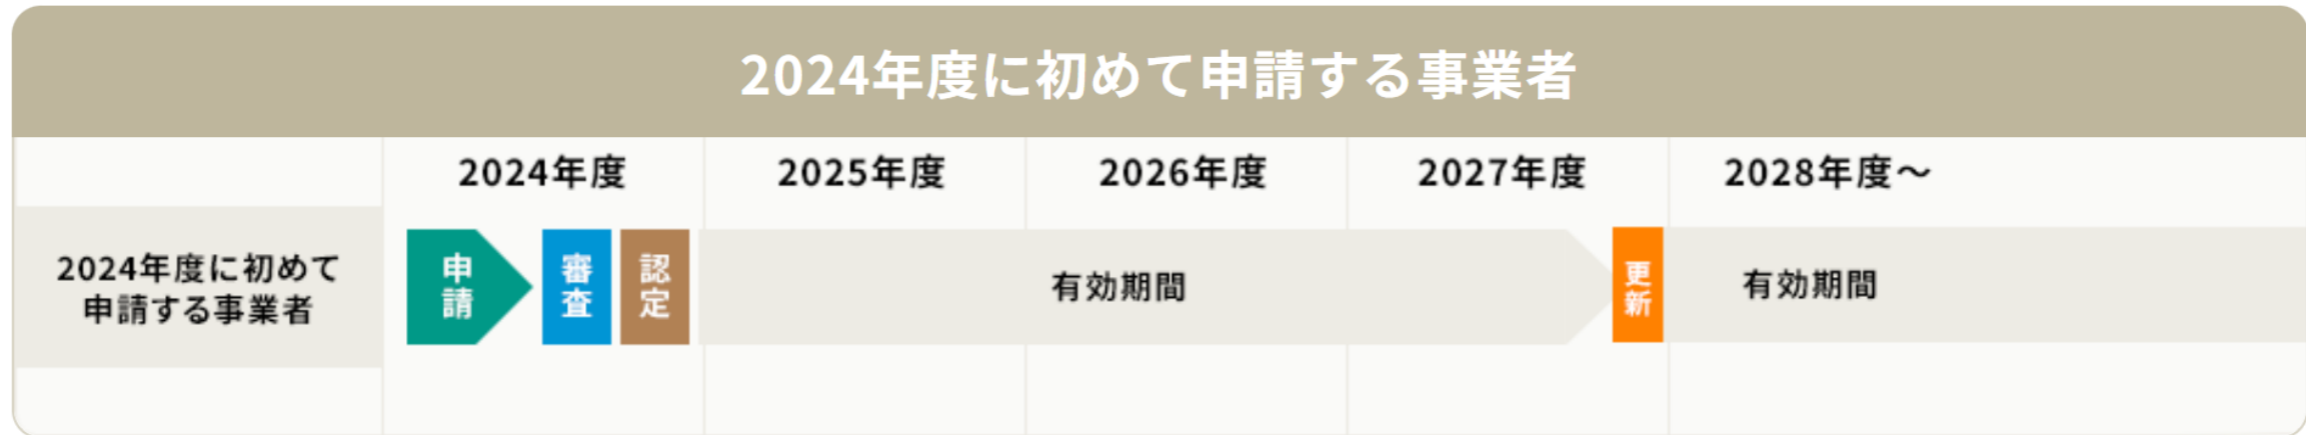 2024年度に初めて申請する事業者
2024年度
2025年度
2026年度
2027年度
2028年度～
2024年度に初めて
申請する事業者
申請
審査
認定
有効期間
更新
有効期間